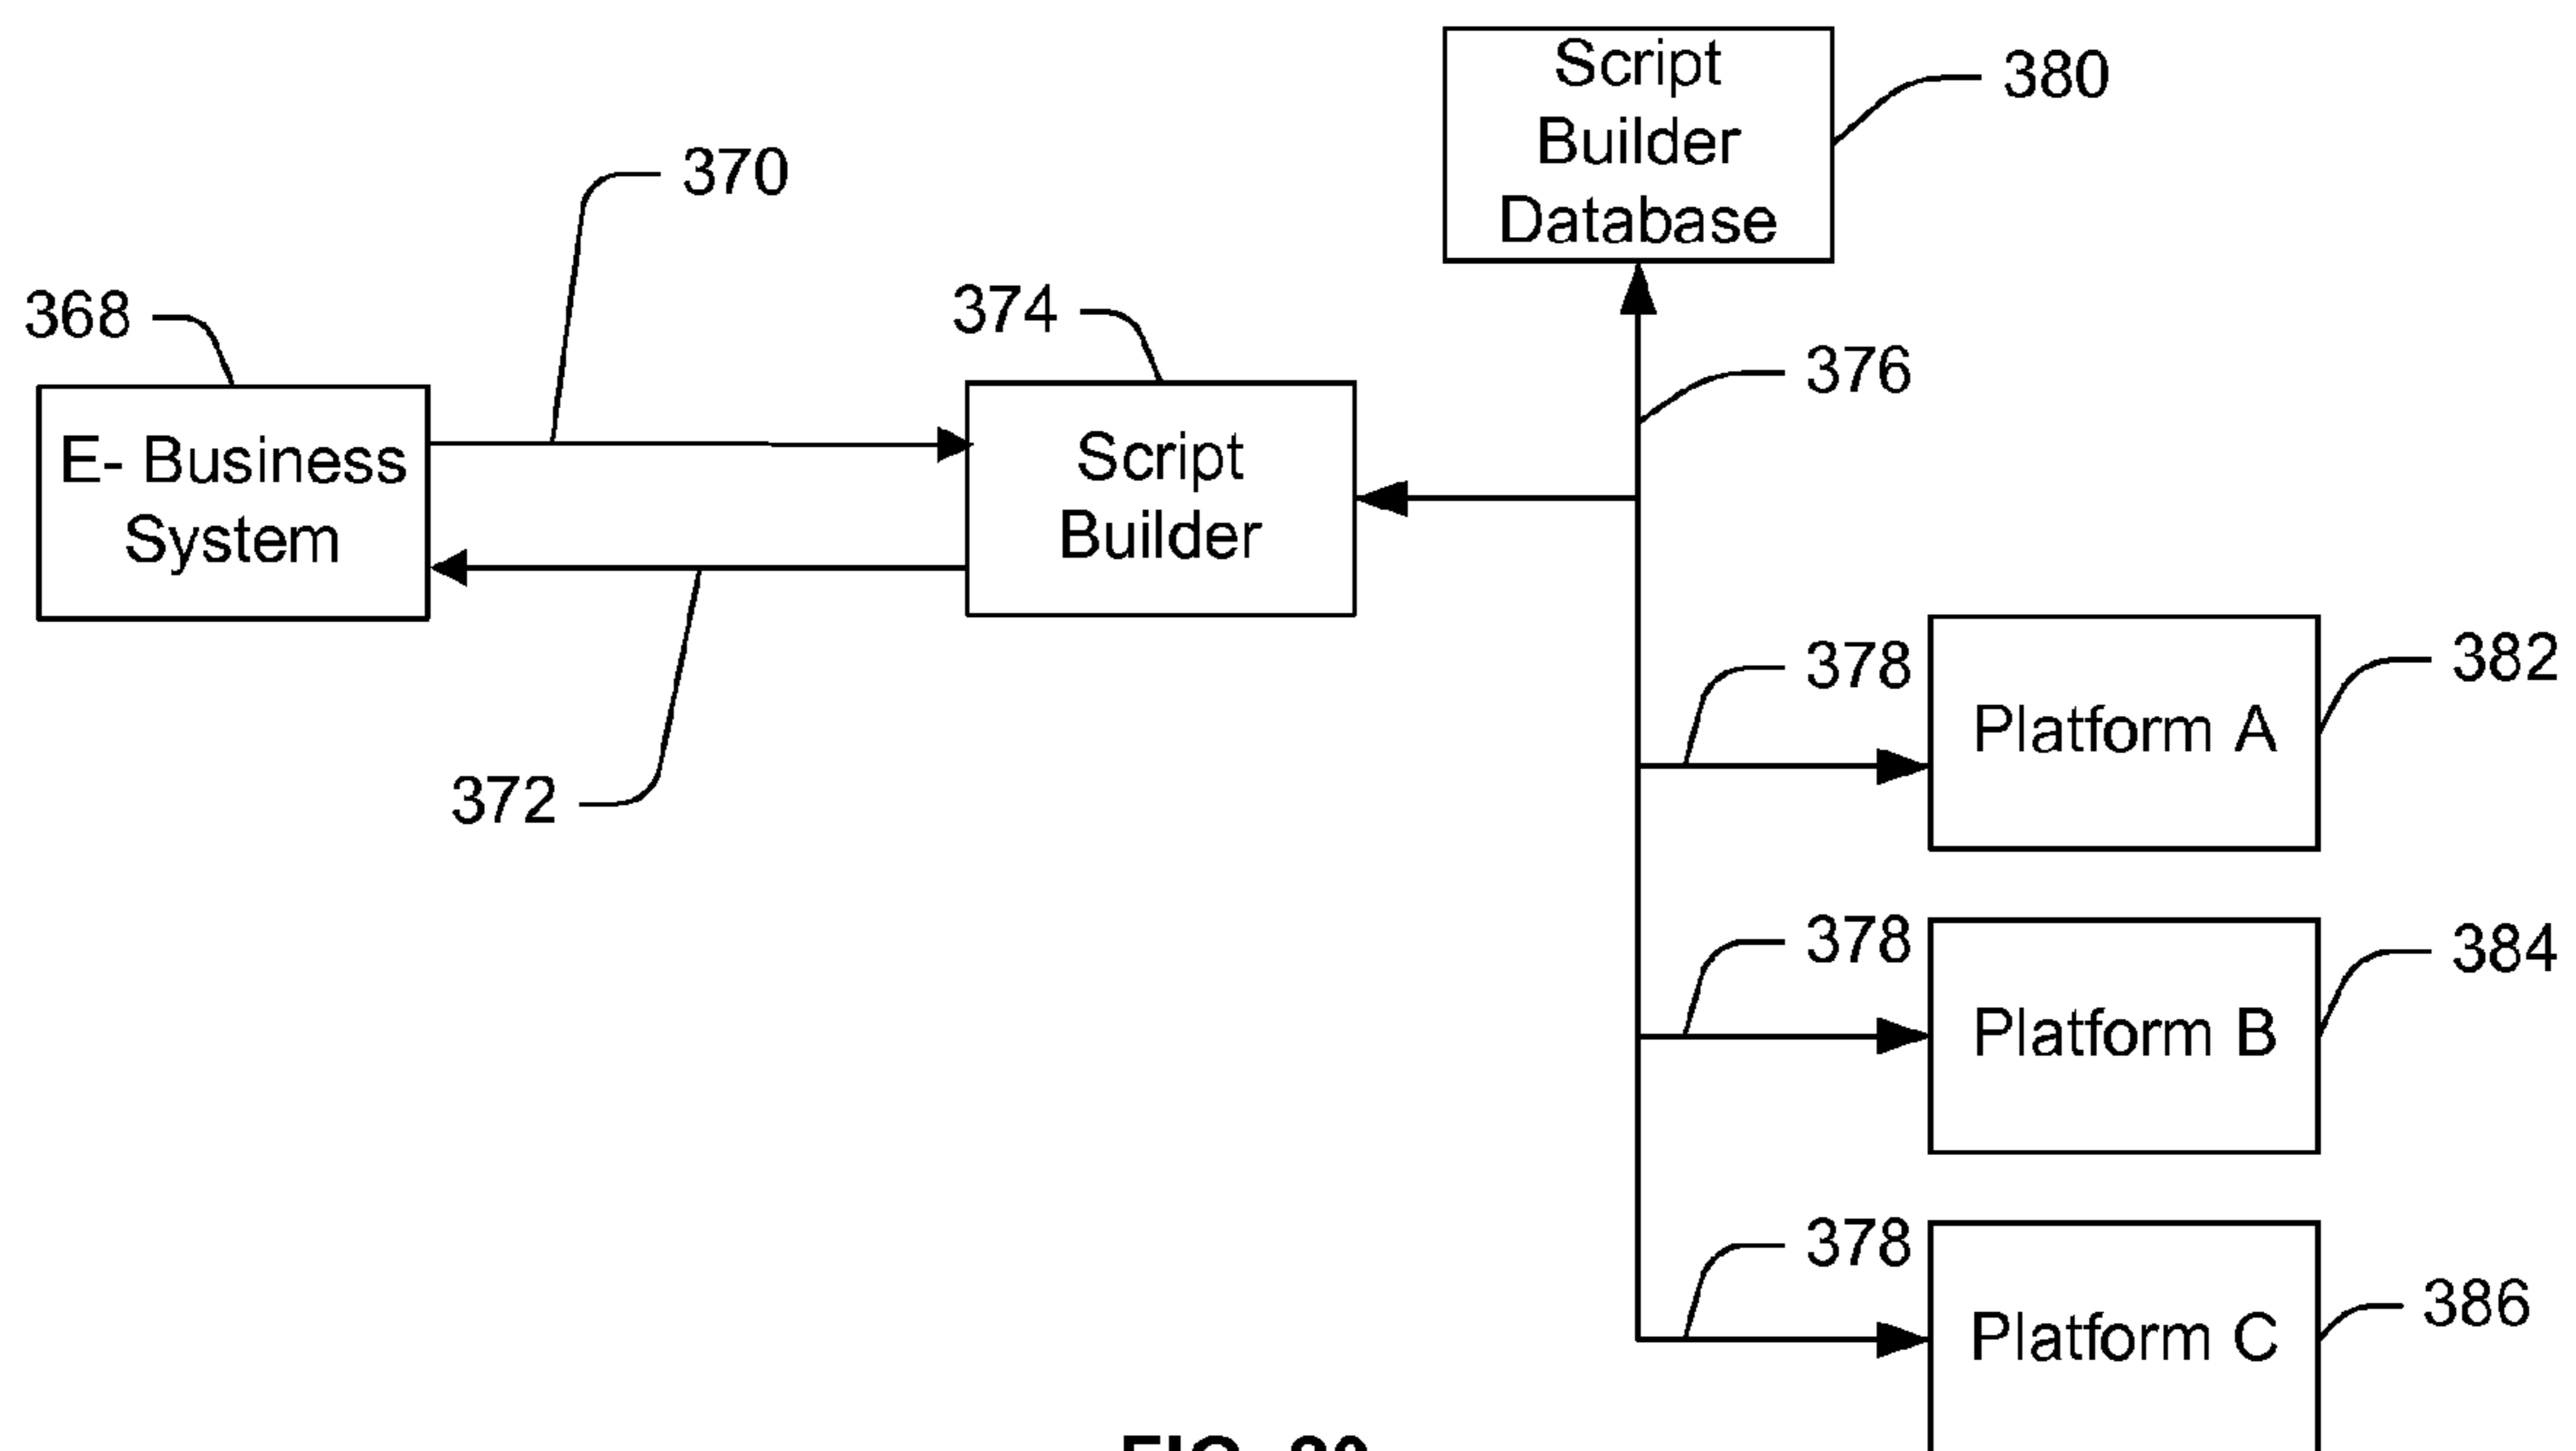 Script
Builder
Database
380
370
368
374
376
E- Business
System
Script
Builder
378
382
Platform A
372
378
384
Platform B
378
386
Platform C